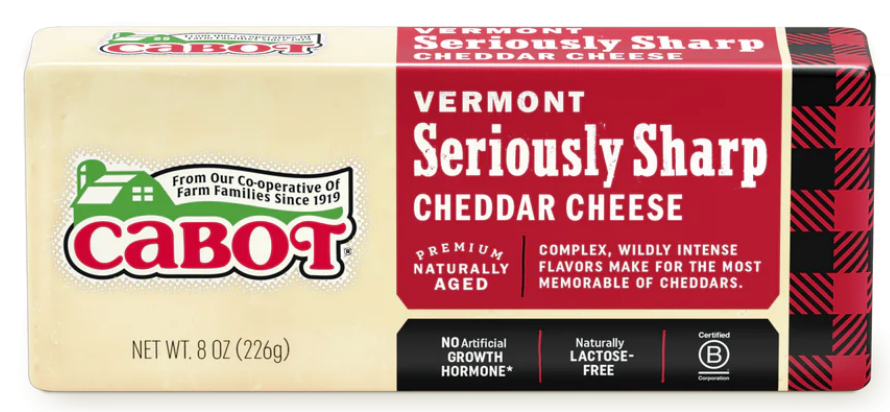 CABOT
VERMONT
Seriously Sharp
CHEDDAR CHEESE
From Our Co-operative Of
Farm Families Since 1919
CABOT®
NET WT. 8 OZ (226g)
VERMONT
Seriously Sharp
CHEDDAR CHEESE
PREMIUM
NATURALLY
AGED
COMPLEX, WILDLY INTENSE
FLAVORS MAKE FOR THE MOST
MEMORABLE OF CHEDDARS.
NO Artificial
GROWTH
HORMONE*
Naturally
LACTOSE-
FREE
Certified
B
Corporation